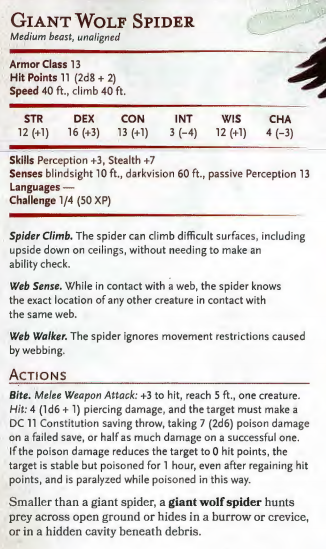 GIANT WOLF SPIDER
Medium beast, unaligned
Armor Class 13
Hit Points 11 (2d8 + 2)
Speed 40 ft., climb 40 ft.
STR DEX CON INT WIS CHA
12 (+1) 16 (+3) 13 (+1) 3 (−4) 12 (+1) 4 (−3)
Skills Perception +3, Stealth +7
Senses blindsight 10 ft., darkvision 60 ft., passive Perception 13
Languages —
Challenge 1/4 (50 XP)
Spider Climb. The spider can climb difficult surfaces, including
upside down on ceilings, without needing to make an
ability check.
Web Sense. While in contact with a web, the spider knows
the exact location of any other creature in contact with
the same web.
Web Walker. The spider ignores movement restrictions caused
by webbing.
ACTIONS
Bite. Melee Weapon Attack: +3 to hit, reach 5 ft., one creature.
Hit: 4 (1d6 + 1) piercing damage, and the target must make a
DC 11 Constitution saving throw, taking 7 (2d6) poison damage
on a failed save, or half as much damage on a successful one.
If the poison damage reduces the target to 0 hit points, the
target is stable but poisoned for 1 hour, even after regaining hit
points, and is paralyzed while poisoned in this way.
Smaller than a giant spider, a giant wolf spider hunts
prey across open ground or hides in a burrow or crevice,
or in a hidden cavity beneath debris.